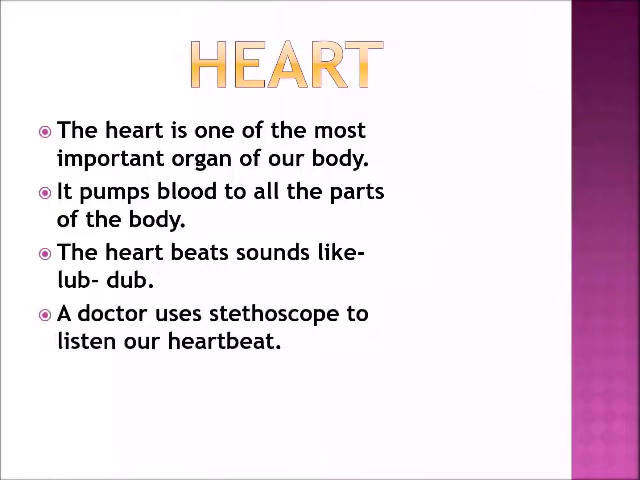 HEART
The heart is one of the most
important organ of our body.
It pumps blood to all the parts
of the body.
The heart beats sounds like-
lub- dub.
A doctor uses stethoscope to
listen our heartbeat.